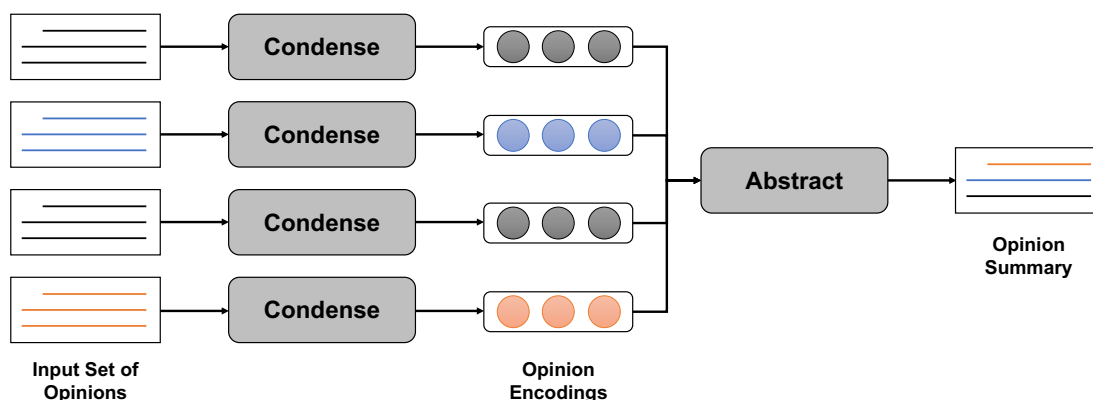 Condense
Condense
Condense
Condense
Abstract
Input Set of
Opinions
Opinion
Encodings
Opinion
Summary